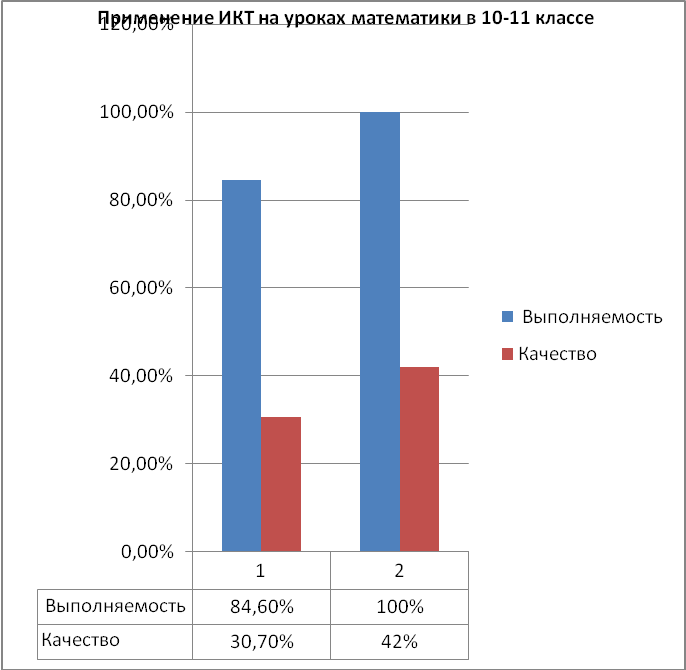 Применение ИКТ на уроках математики в 10-11 классе
120,00%
100,00%
80,00%
60,00%
40,00%
20,00%
0,00%
Выполняемость
Качество
1 2
Выполняемость 84,60% 100%
Качество 30,70% 42%